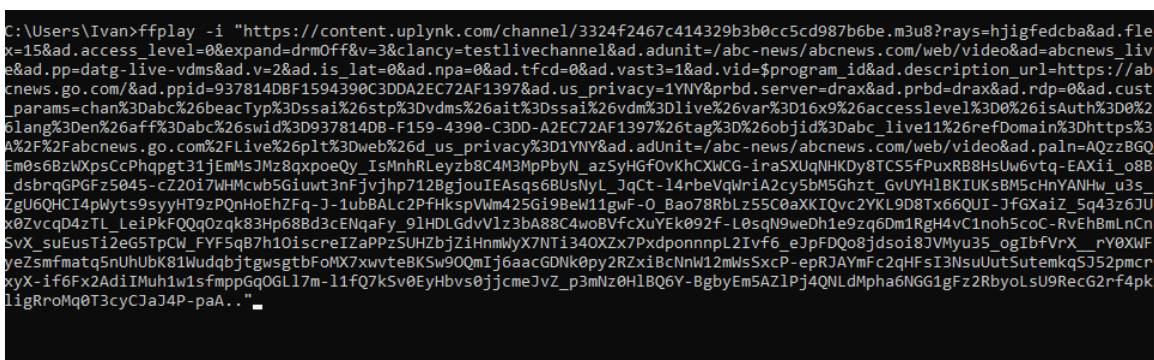 C:\Users\Ivan>ffplay -i "https://content.uplynk.com/channel/3324f2467c414329b3b0cc5cd987b6be.m3u8?rays=hjigfedcba&ad.fle
x=15&ad.access_level=0&expand=drmOff&v=3&clancy=testlivechannel&ad.adunit=/abc-news/abcnews.com/web/video&ad=abcnews_liv
e&ad.pp=datg-live-vdms&ad.v=2&ad.is_lat=0&ad.npa=0&ad.tfcd=0&ad.vast3=1&ad.vid=$program_id&ad.description_url=https://ab
cnews.go.com/&ad.ppid=937814DBF1594390C3DDA2EC72AF1397&ad.us_privacy=1YNY&prbd.server=drax&ad.prbd=drax&ad.rdp=0&ad.cust
_params=chan%3Dabc%26beacTyp%3Dssai%26stp%3Dvdms%26ait%3Dssai%26vdm%3Dlive%26var%3D16x9%26accesslevel%3D0%26isAuth%3D0%2
6lang%3Den%26aff%3Dabc%26swid%3D937814DB-F159-4390-C3DD-A2EC72AF1397%26tag%3D%26objid%3Dabc_live11%26refDomain%3Dhttps%3
A%2F%2Fabcnews.go.com%2FLive%26plt%3Dweb%26d_us_privacy%3D1YNY&ad.adUnit=/abc-news/abcnews.com/web/video&ad.paln=AQzzBGQ
Em0s6BzWXpsCcPhqpgt31jEmMsJMz8qxpoeQy_IsMnhRLeyzb8C4M3MpPbyN_azSyHGfOvKhCXWCG-iraSXUqNHKDy8TCS5fPuxRB8HsUw6vtq-EAXii_o8B
_dsbrqGPGFz5045-cZ2Oi7WHMcwb5Giuwt3nFjvjhp712BgjouIEAsqs6BUsNyL_JqCt-l4rbeVqWriA2cy5bM5Ghzt_GvUYHlBKIUKsBM5cHnYANHw_u3s_
ZgU6QHCI4pWyts9syyHT9zPQnHoEhZFq-J-1ubBALc2PfHkspVWm425Gi9BeW11gwF-O_Bao78RbLz55C0aXKIQvc2YKL9D8Tx66QUI-JfGXaiZ_5q43z6JU
x0ZvcqD4zTL_LeiPkFQQqOzqk83Hp68Bd3cENqaFy_9lHDLGdvVlz3bA88C4woBVfcXuYEk092f-L0sqN9weDh1e9zq6Dm1RgH4vC1noh5coC-RvEhBmLnCn
SvX_suEusTi2eG5TpCW_FYF5qB7h1OiscreIZaPPzSUHZbjZiHnmWyX7NTi34OXZx7PxdponnnpL2Ivf6_eJpFDQo8jdsoi8JVMyu35_ogIbfVrX__rY0XWF
yeZsmfmatq5nUhUbK81WudqbjtgwsgtbFoMX7xwvteBKSw9OQmIj6aacGDNk0py2RZxiBcNnW12mWsSxcP-epRJAYmFc2qHFsI3NsuUutSutemkqSJ52pmcr
xyX-if6Fx2AdiIMuh1w1sfmppGqOGLl7m-l1fQ7kSv0EyHbvs0jjcmeJvZ_p3mNz0HlBQ6Y-BgbyEm5AZlPj4QNLdMpha6NGG1gFz2RbyoLsU9RecG2rf4pk
ligRroMq0T3cyCJaJ4P-paA.."